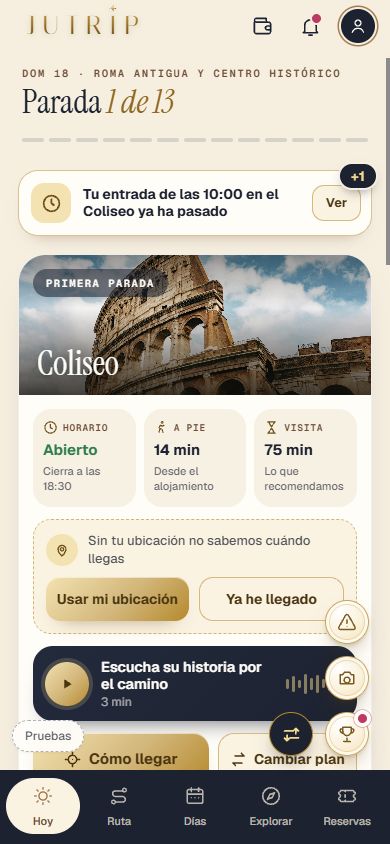 JUTRIP
DOM 18 · ROMA ANTIGUA Y CENTRO HISTÓRICO
Parada 1 de 13
+1
Tu entrada de las 10:00 en el
Coliseo ya ha pasado
Ver
PRIMERA PARADA
Coliseo
HORARIO
Abierto
Cierra a las
18:30
A PIE
14 min
Desde el
alojamiento
VISITA
75 min
Lo que
recomendamos
Sin tu ubicación no sabemos cuándo
llegas
Usar mi ubicación
Ya he llegado
Escucha su historia por
el camino
3 min
Pruebas
Cómo llegar
Cambiar plan
Hoy
Ruta
Días
Explorar
Reservas